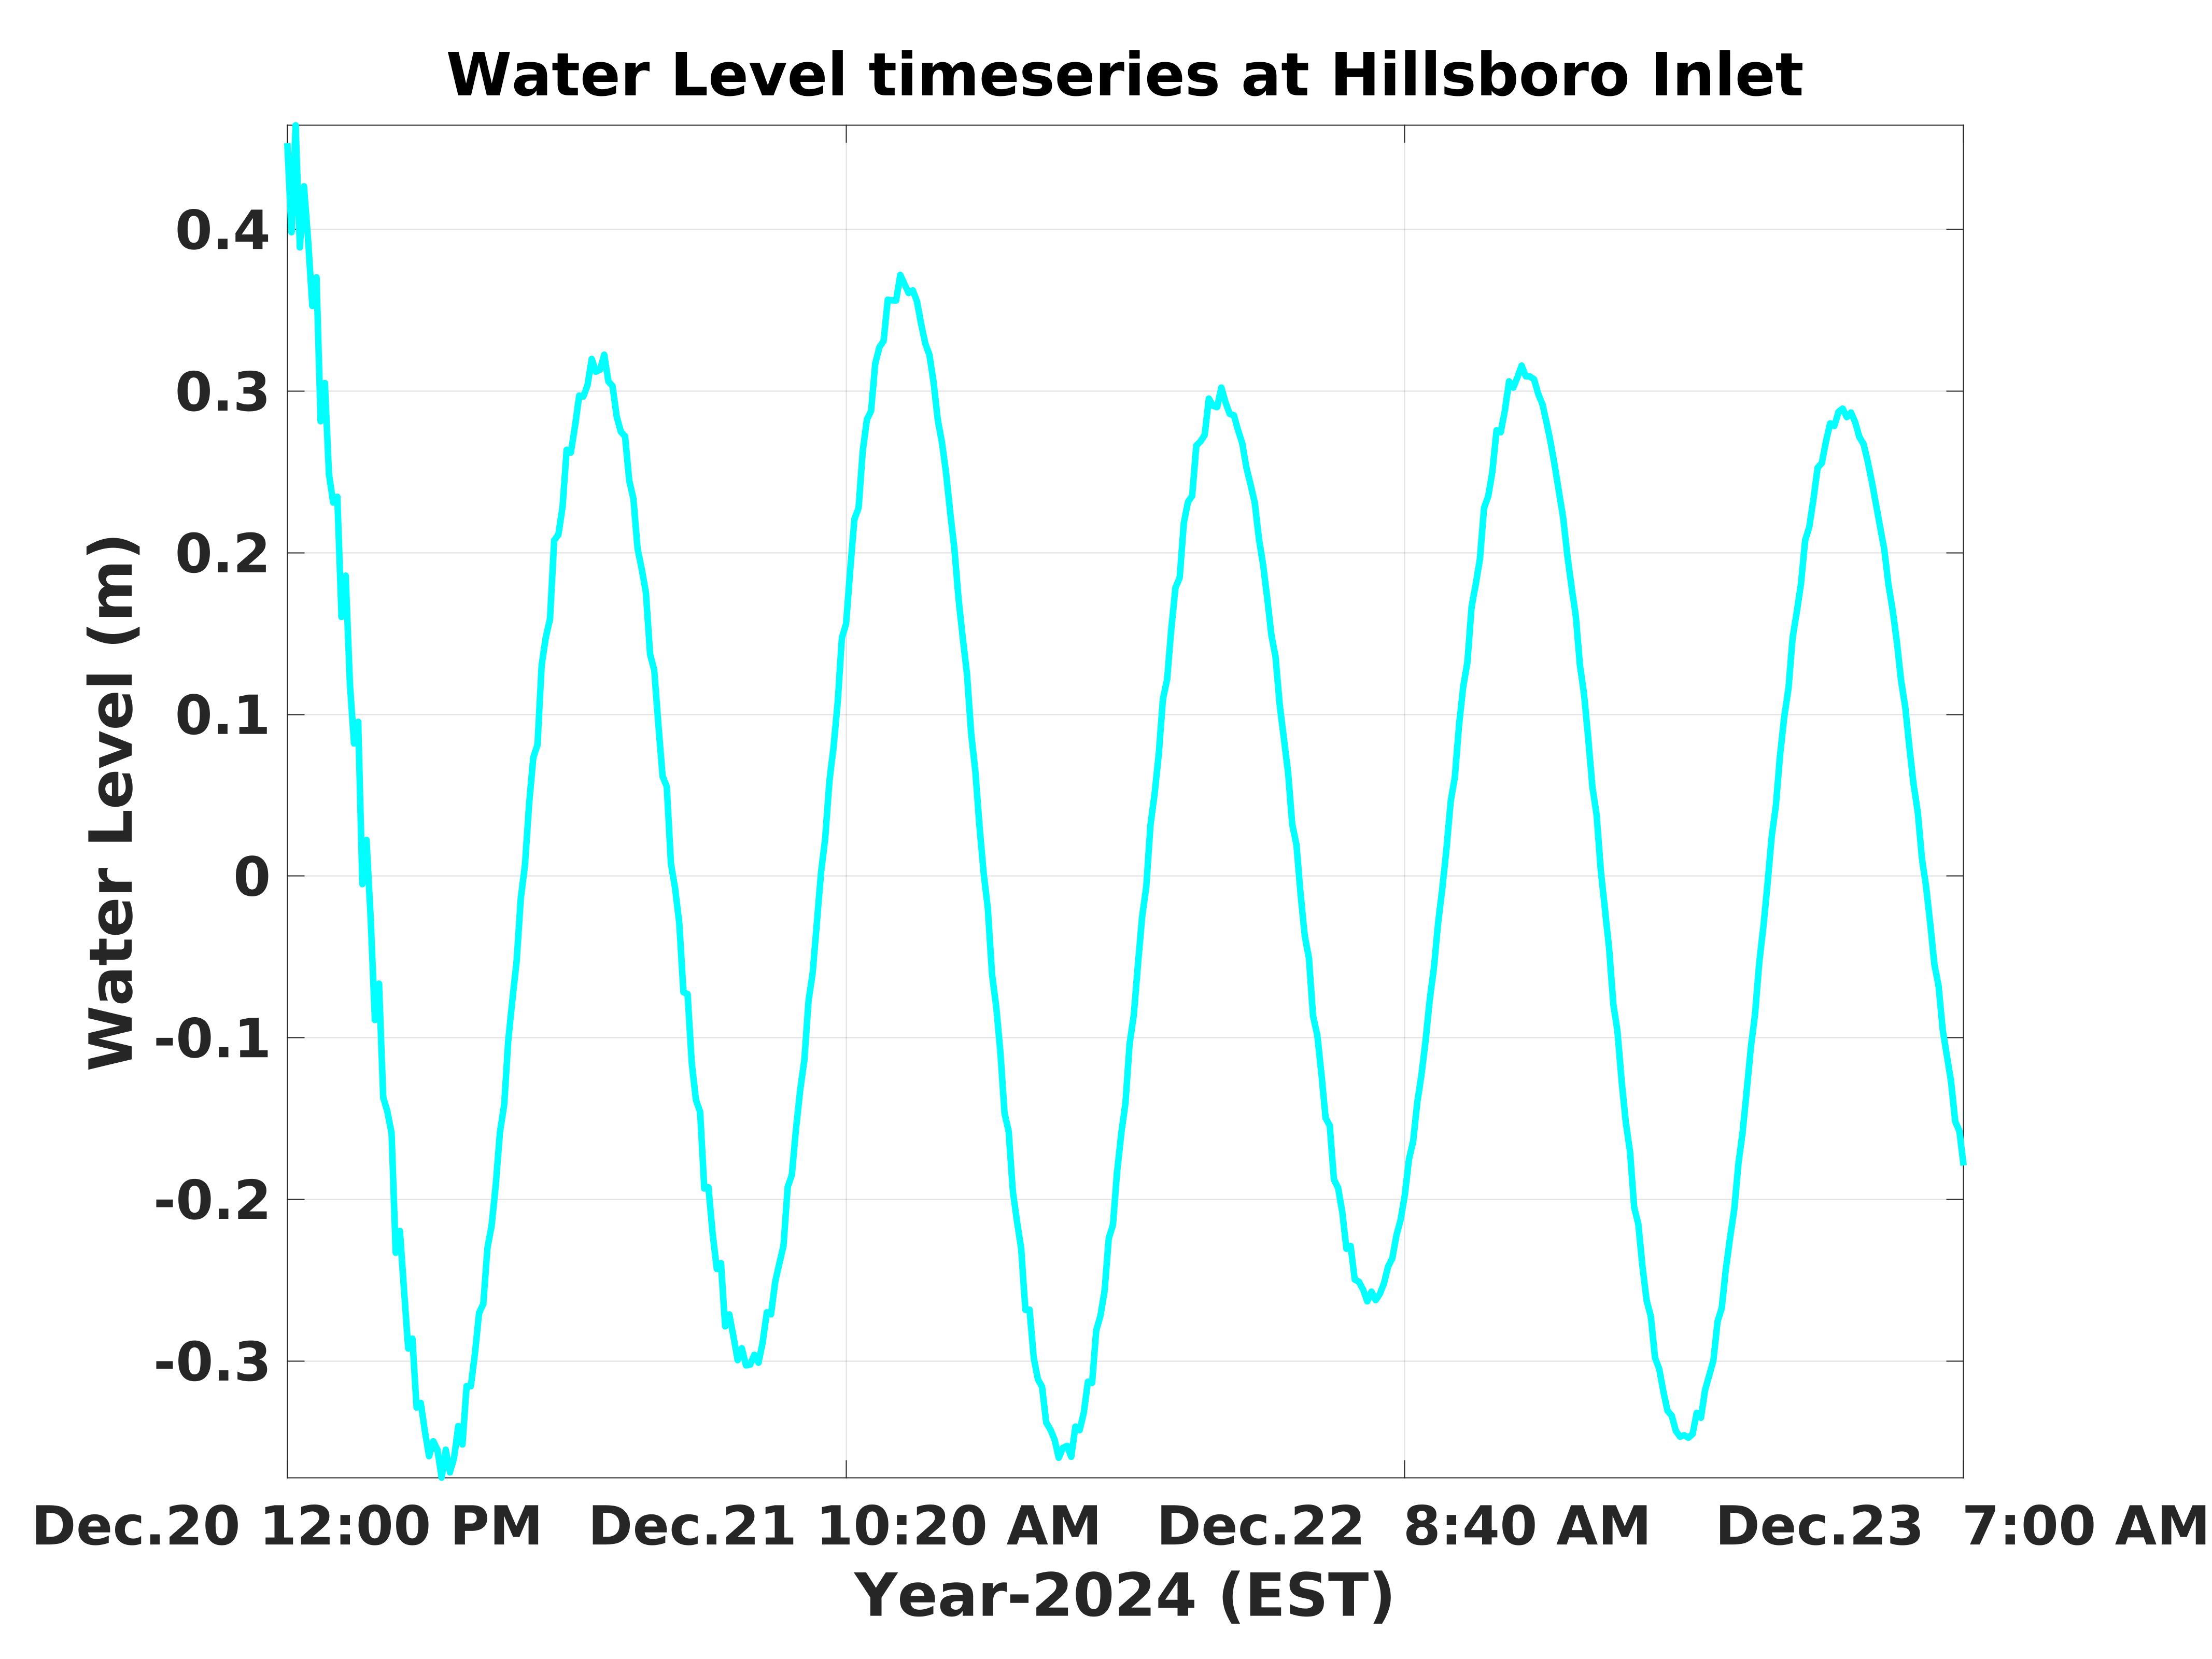 Water Level timeseries at Hillsboro Inlet
Water Level (m)
0.4
0.3
0.2
0.1
0
-0.1
-0.2
-0.3
Dec.20 12:00 PM Dec.21 10:20 AM Dec.22 8:40 AM Dec.23 7:00 AM
Year-2024 (EST)